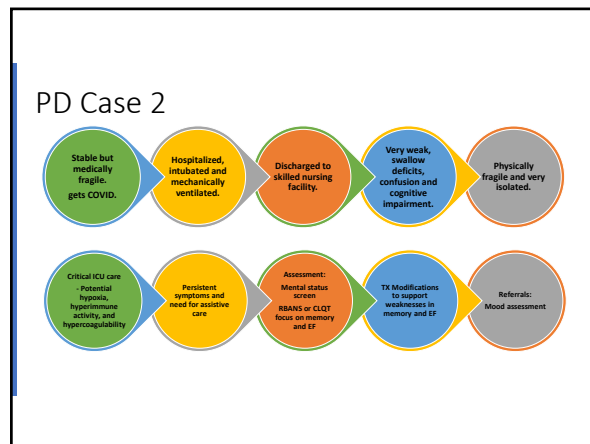 PD Case 2
Stable but
medically
fragile.
gets COVID.
Hospitalized,
intubated and
mechanically
ventilated.
Discharged to
skilled nursing
facility.
Very weak,
swallow
deficits,
confusion and
cognitive
impairment.
Physically
fragile and very
isolated.
Critical ICU care
- Potential
hypoxia,
hyperimmune
activity, and
hypercoagulability
Persistent
symptoms and
need for assistive
care
Assessment:
Mental status
screen
RBANS or CLQT
focus on memory
and EF
TX Modifications
to support
weaknesses in
memory and EF
Referrals:
Mood assessment